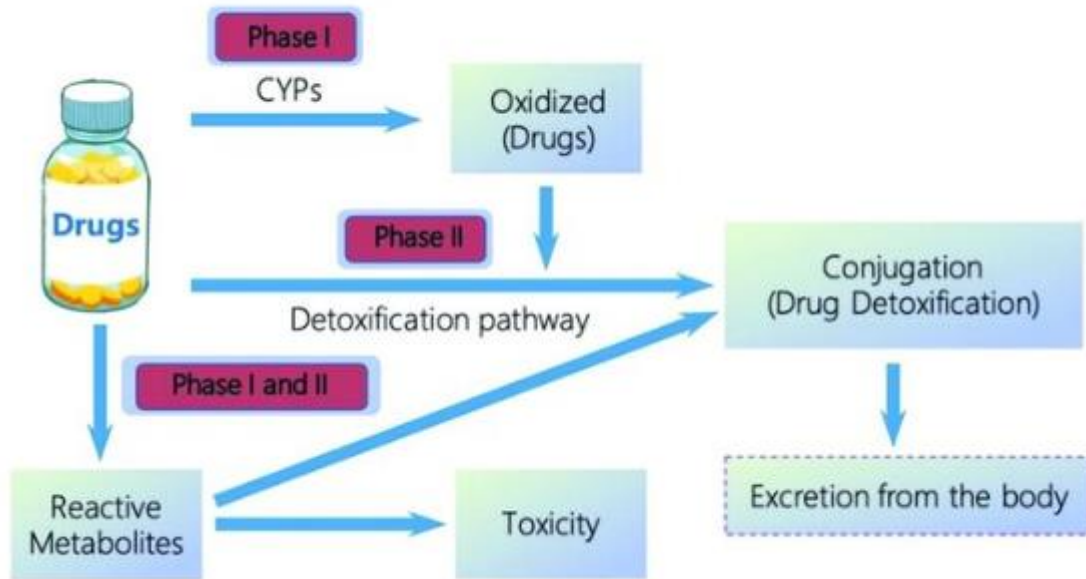 Phase I
CYPs
Oxidized
(Drugs)
Drugs
Phase II
Detoxification pathway
Conjugation
(Drug Detoxification)
Phase I and II
Reactive
Metabolites
Toxicity
Excretion from the body